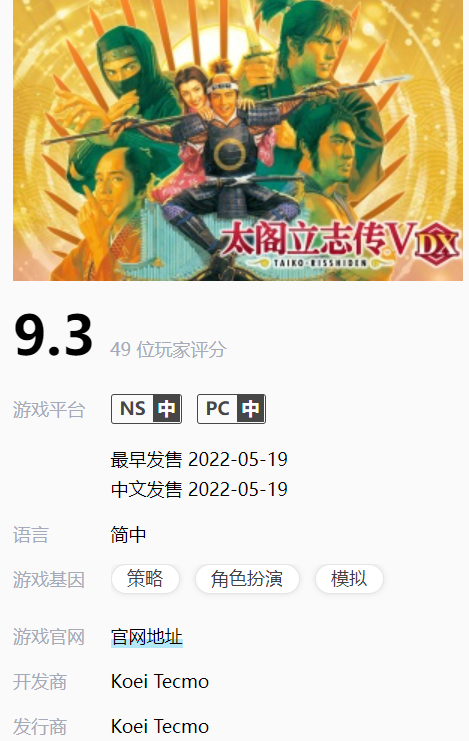 太阁立志传V DX
TAIKO-RISSHIDEN
9.3 49 位玩家评分
游戏平台 NS 中 PC 中
最早发售 2022-05-19
中文发售 2022-05-19
语言 简中
游戏基因 策略 角色扮演 模拟
游戏官网 官网地址
开发商 Koei Tecmo
发行商 Koei Tecmo